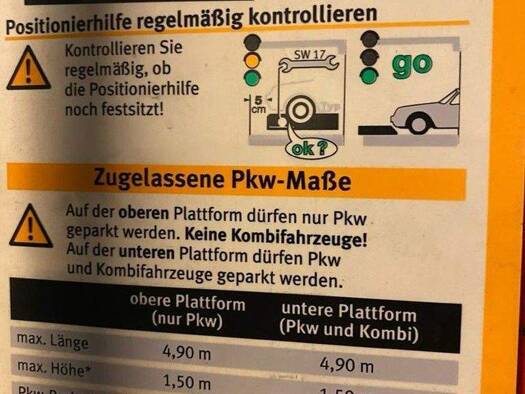 Positionierhilfe regelmäßig kontrollieren
Kontrollieren Sie
regelmäßig, ob
die Positionierhilfe
noch festsitzt!
SW 17
5
cm
Typ
ok?
go
Zugelassene Pkw-Maße
Auf der oberen Plattform dürfen nur Pkw
geparkt werden. Keine Kombifahrzeuge!
Auf der unteren Plattform dürfen Pkw
und Kombifahrzeuge geparkt werden.
obere Plattform untere Plattform
(nur Pkw) (Pkw und Kombi)
max. Länge 4,90 m 4,90 m
max. Höhe* 1,50 m